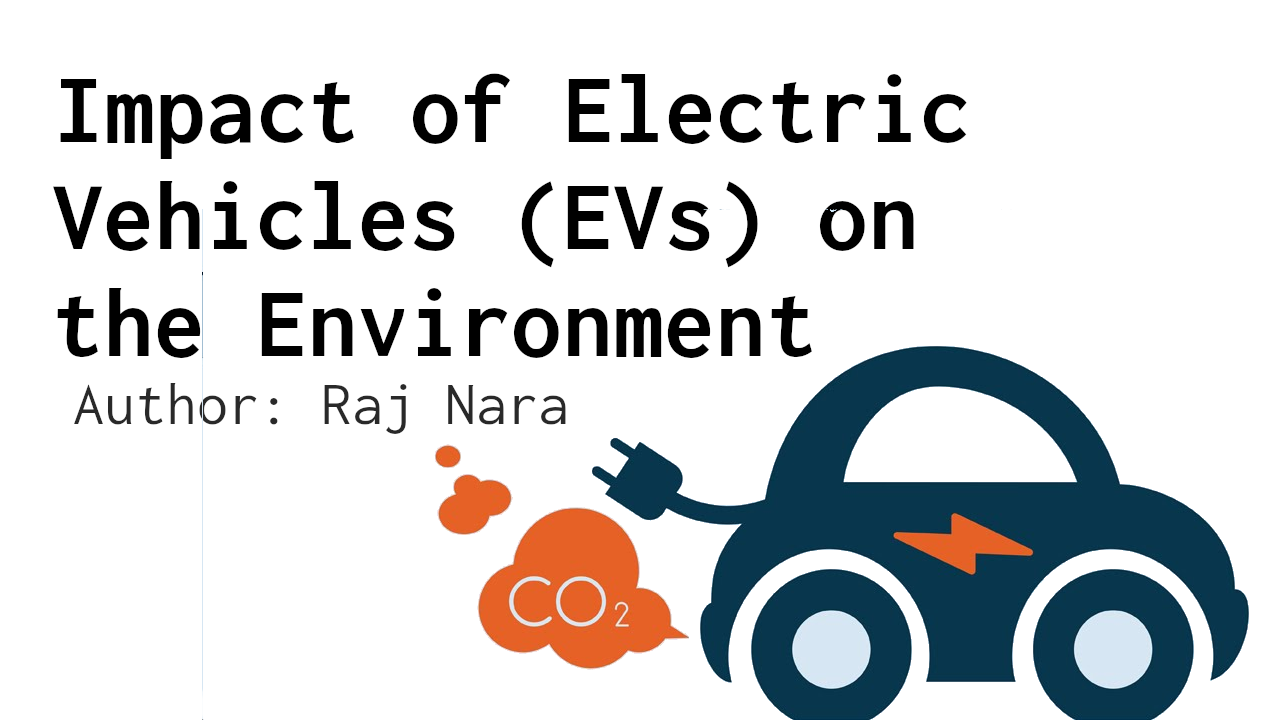 Impact of Electric
Vehicles (EVs) on
the Environment
Author: Raj Nara
CO₂